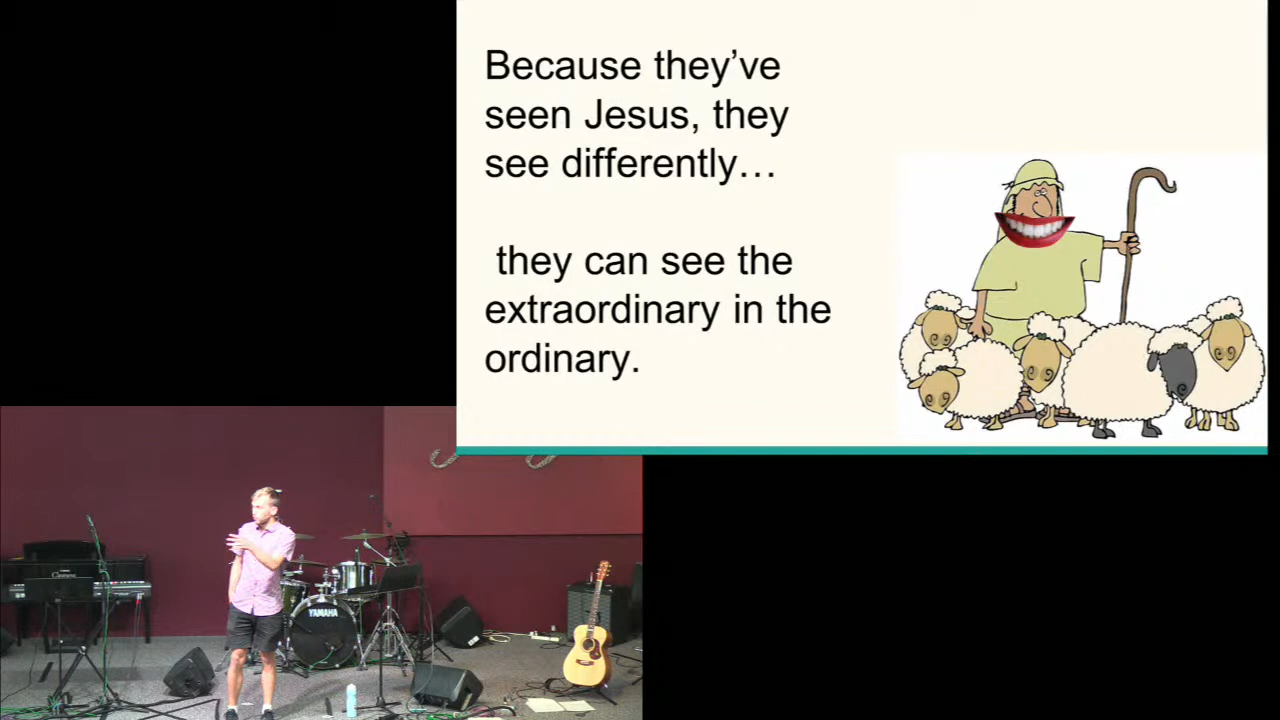 Because they’ve
seen Jesus, they
see differently…
they can see the
extraordinary in the
ordinary.
YAMAHA